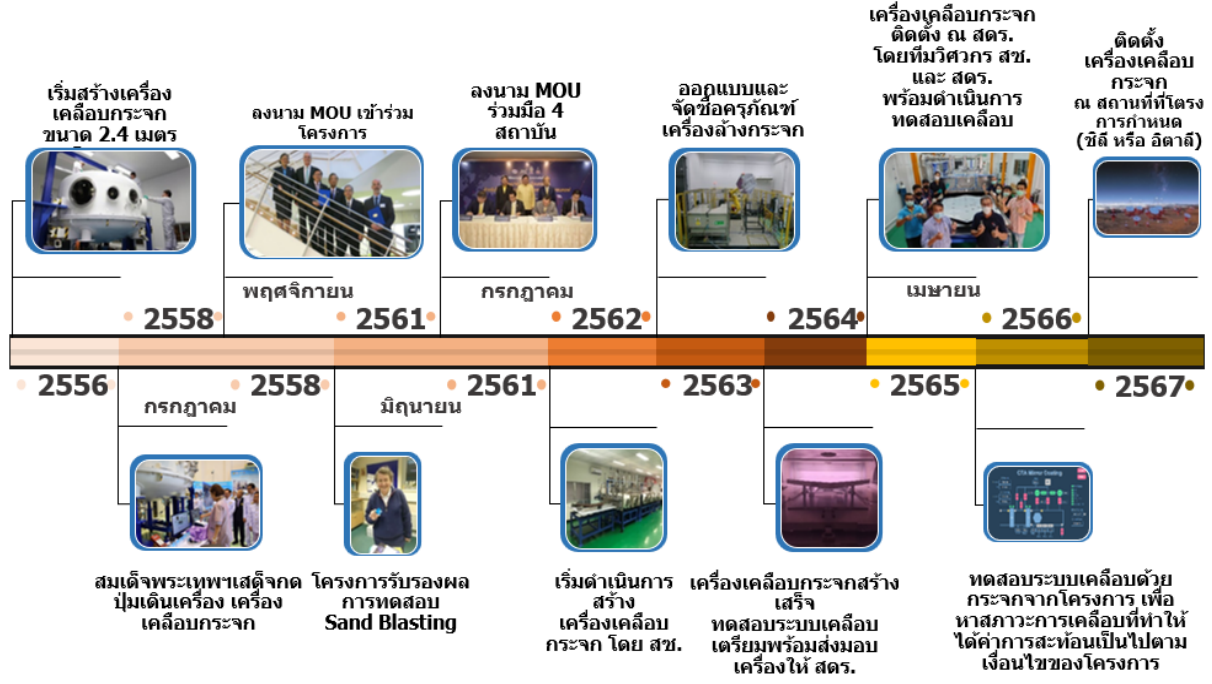 เริ่มสร้างเครื่อง
เคลือบกระจก
ขนาด 2.4 เมตร
ลงนาม MOU เข้าร่วม
โครงการ
ลงนาม MOU
ร่วมมือ 4
สถาบัน
ออกแบบและ
จัดซื้อครุภัณฑ์
เครื่องล้างกระจก
เครื่องเคลือบกระจก
ติดตั้ง ณ สดร.
โดยทีมวิศวกร สซ.
และ สดร.
พร้อมดำเนินการ
ทดสอบเคลือบ
ติดตั้ง
เครื่องเคลือบ
กระจก
ณ สถานที่ที่โตรง
การกำหนด
(ชิลี หรือ อิตาลี)
พฤศจิกายน
กรกฎาคม
เมษายน
2558
2561
2562
2564
2566
2556
2558
2561
2563
2565
2567
กรกฎาคม
มิถุนายน
CTA Mirror Coating
สมเด็จพระเทพฯเสด็จกด
ปุ่มเดินเครื่อง เครื่อง
เคลือบกระจก
โครงการรับรองผล
การทดสอบ
Sand Blasting
เริ่มดำเนินการ
สร้าง
เครื่องเคลือบ
กระจก โดย สซ.
เครื่องเคลือบกระจกสร้าง
เสร็จ
ทดสอบระบบเคลือบ
เตรียมพร้อมส่งมอบ
เครื่องให้ สดร.
ทดสอบระบบเคลือบด้วย
กระจกจากโครงการ เพื่อ
หาสภาวะการเคลือบที่ทำให้
ได้ค่าการสะท้อนเป็นไปตาม
เงื่อนไขของโครงการ